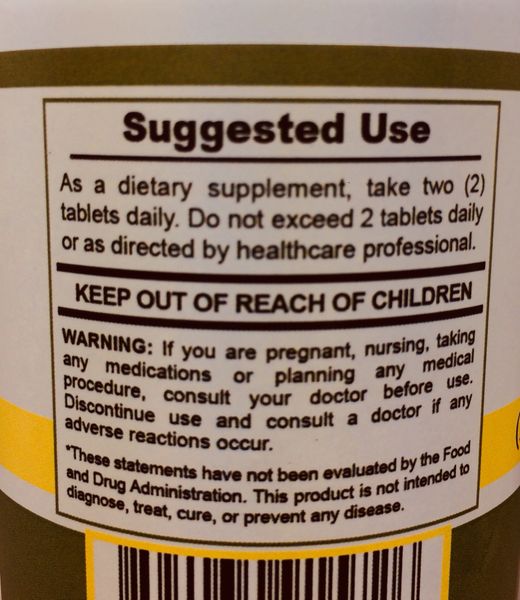 Suggested Use
As a dietary supplement, take two (2)
tablets daily. Do not exceed 2 tablets daily
or as directed by healthcare professional.
KEEP OUT OF REACH OF CHILDREN
WARNING: If you are pregnant, nursing, taking
any medications or planning any medical
procedure, consult your doctor before use.
Discontinue use and consult a doctor if any
adverse reactions occur.
*These statements have not been evaluated by the Food
and Drug Administration. This product is not intended to
diagnose, treat, cure, or prevent any disease.